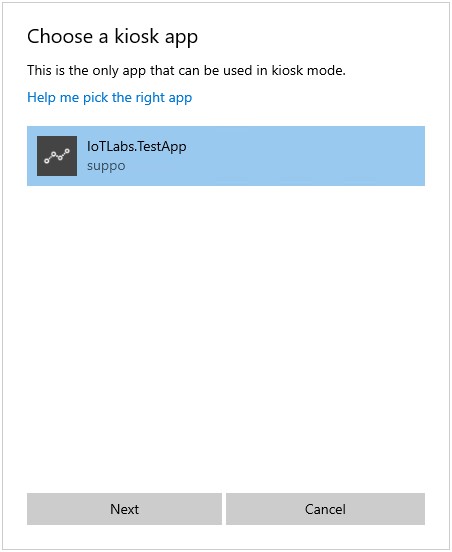 Choose a kiosk app
This is the only app that can be used in kiosk mode.
Help me pick the right app
IoTLabs.TestApp
suppo
Next
Cancel